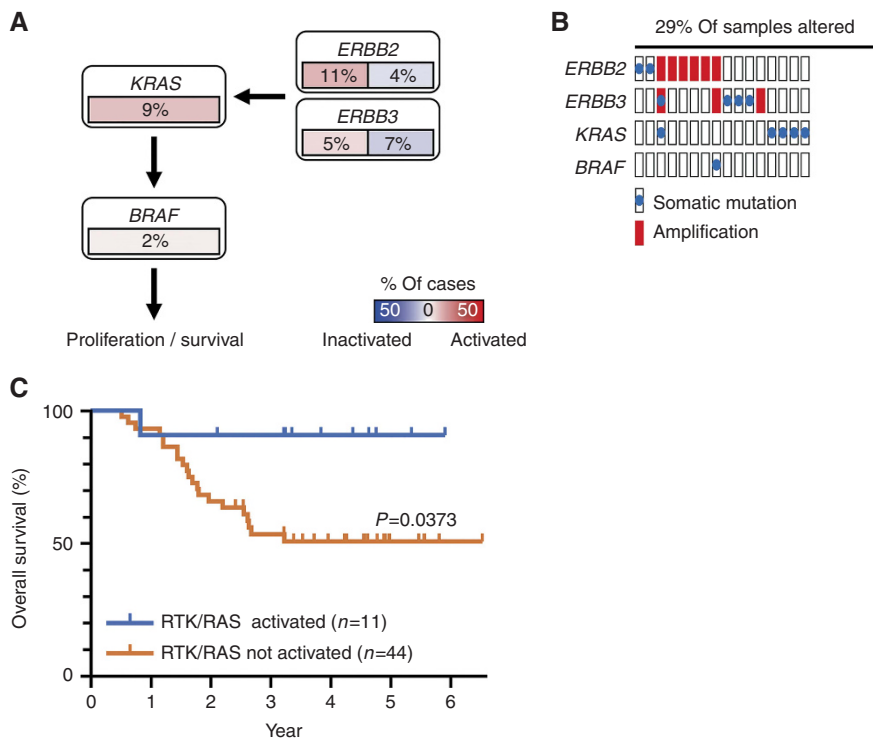 A
ERBB2
11% 4%
KRAS
9%
ERBB3
5% 7%
BRAF
2%
% Of cases
50 0 50
Inactivated Activated
Proliferation / survival
B
29% Of samples altered
ERBB2
ERBB3
KRAS
BRAF
Somatic mutation
Amplification
C
Overall survival (%)
100
50
0
P=0.0373
RTK/RAS activated (n=11)
RTK/RAS not activated (n=44)
0 1 2 3 4 5 6
Year